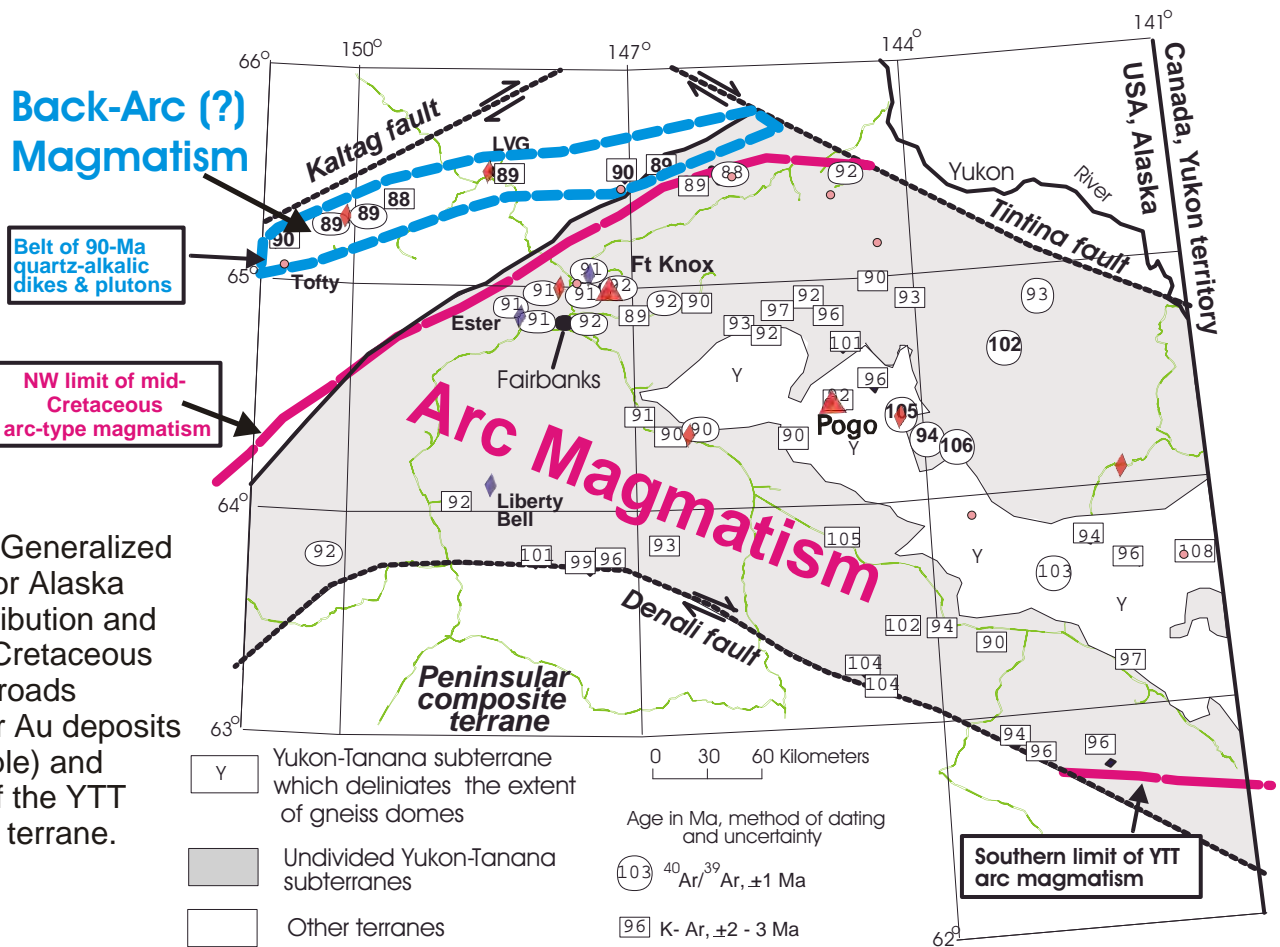 66°
150°
147°
144°
141°
Canada, Yukon territory
USA, Alaska
Back-Arc (?)
Magmatism
Kaltag fault
LVG
89
90
89
88
92
Yukon
River
89
88
89
89
90
Tofty
65°
Belt of 90-Ma
quartz-alkalic
dikes & plutons
Tintina fault
91
Ft Knox
91
91
92
92
90
89
91
Ester
91
92
Fairbanks
90
93
93
92
97
96
93
92
101
102
Y
96
NW limit of mid-
Cretaceous
arc-type magmatism
Arc Magmatism
Pogo
105
94
106
Y
91
90
90
90
64°
92
Liberty
Bell
92
101
99
96
93
105
Y
94
96
108
103
Y
Generalized
or Alaska
ribution and
Cretaceous
roads
r Au deposits
ole) and
f the YTT
terrane.
Denali fault
102
94
90
97
104
104
Peninsular
composite
terrane
63°
94
96
96
Y
Yukon-Tanana subterrane
which deliniates the extent
of gneiss domes
Undivided Yukon-Tanana
subterranes
Other terranes
0 30 60 Kilometers
Age in Ma, method of dating
and uncertainty
103 40Ar/39Ar, ±1 Ma
96 K- Ar, ±2 - 3 Ma
Southern limit of YTT
arc magmatism
62°